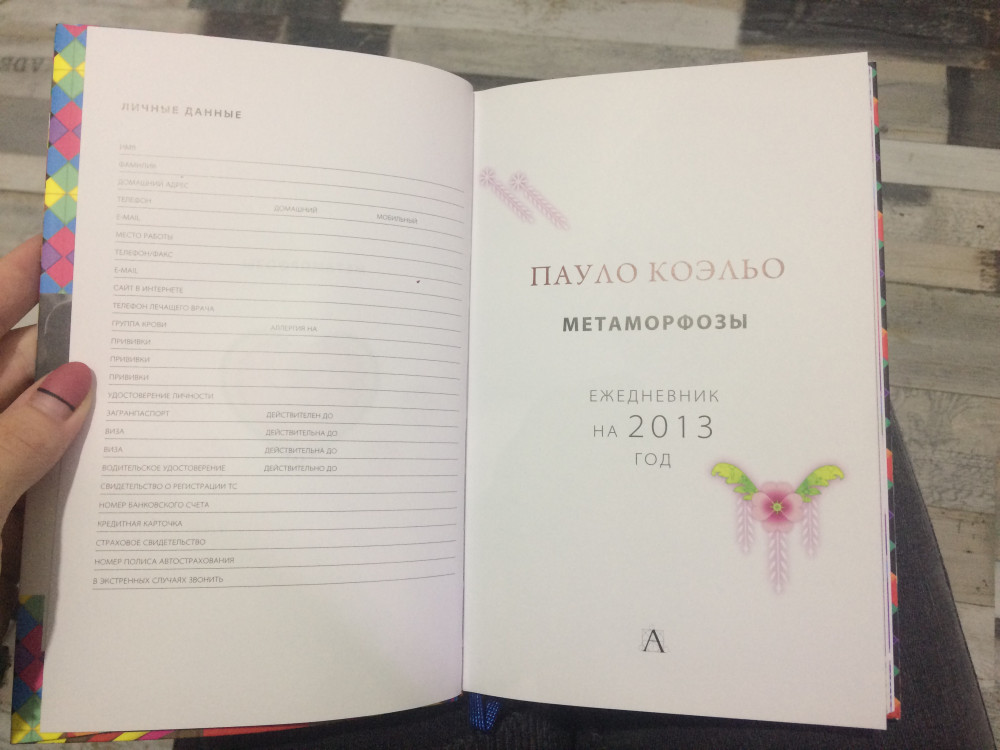 ЛИЧНЫЕ ДАННЫЕ
ИМЯ
ФАМИЛИЯ
ДОМАШНИЙ АДРЕС
ТЕЛЕФОН ДОМАШНИЙ МОБИЛЬНЫЙ
E-MAIL
МЕСТО РАБОТЫ
ТЕЛЕФОН/ФАКС
E-MAIL
САЙТ В ИНТЕРНЕТЕ
ТЕЛЕФОН ЛЕЧАЩЕГО ВРАЧА
ГРУППА КРОВИ АЛЛЕРГИЯ НА
ПРИВИВКИ
ПРИВИВКИ
ПРИВИВКИ
УДОСТОВЕРЕНИЕ ЛИЧНОСТИ
ЗАГРАНПАСПОРТ ДЕЙСТВИТЕЛЕН ДО
ВИЗА ДЕЙСТВИТЕЛЬНА ДО
ВИЗА ДЕЙСТВИТЕЛЬНА ДО
ВОДИТЕЛЬСКОЕ УДОСТОВЕРЕНИЕ ДЕЙСТВИТЕЛЬНО ДО
СВИДЕТЕЛЬСТВО О РЕГИСТРАЦИИ ТС
НОМЕР БАНКОВСКОГО СЧЕТА
КРЕДИТНАЯ КАРТОЧКА
СТРАХОВОЕ СВИДЕТЕЛЬСТВО
НОМЕР ПОЛИСА АВТОСТРАХОВАНИЯ
В ЭКСТРЕННЫХ СЛУЧАЯХ ЗВОНИТЬ
ПАУЛО КОЭЛЬО
МЕТАМОРФОЗЫ
ЕЖЕДНЕВНИК
НА 2013
ГОД
А